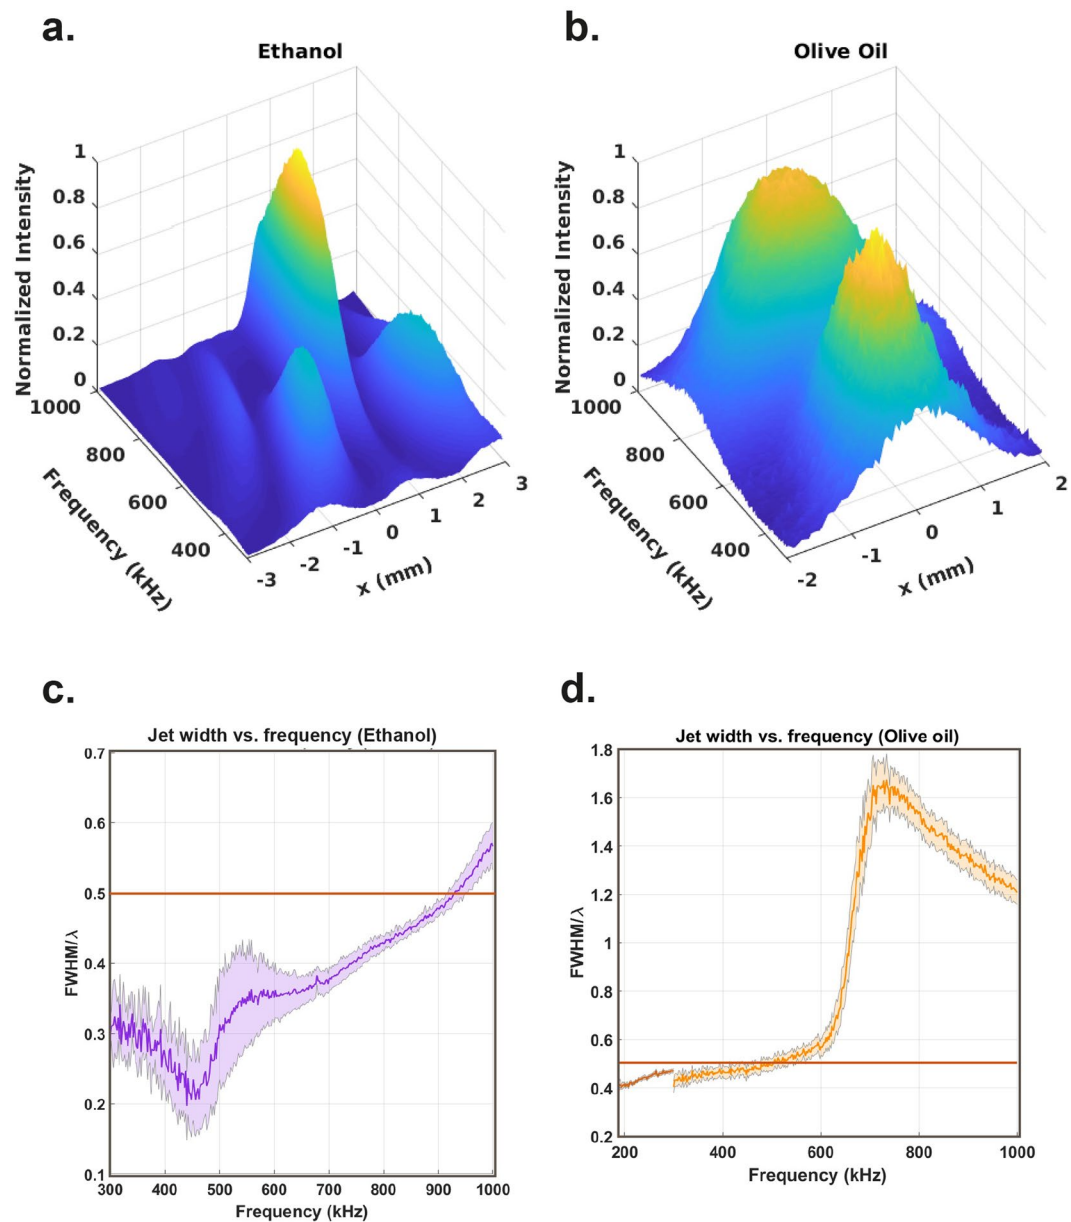 a.
Ethanol
Normalized Intensity
1
0.8
0.6
0.4
0.2
0
1000
800
600
400
Frequency (kHz)
-3
-2
-1
0
1
2
3
x (mm)
b.
Olive Oil
Normalized Intensity
1
0.8
0.6
0.4
0.2
0
1000
800
600
400
Frequency (kHz)
-2
-1
0
1
2
x (mm)
c.
Jet width vs. frequency (Ethanol)
FWHM/λ
0.7
0.6
0.5
0.4
0.3
0.2
0.1
300 400 500 600 700 800 900 1000
Frequency (kHz)
d.
Jet width vs. frequency (Olive oil)
FWHM/λ
1.8
1.6
1.4
1.2
1
0.8
0.6
0.4
0.2
200 400 600 800 1000
Frequency (kHz)